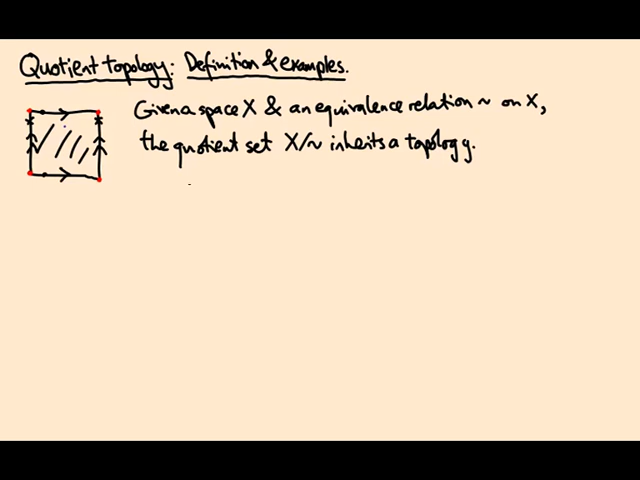 Quotient topology: Definition & examples.
Given a space X & an equivalence relation ~ on X,
the quotient set X/~ inherits a topology.